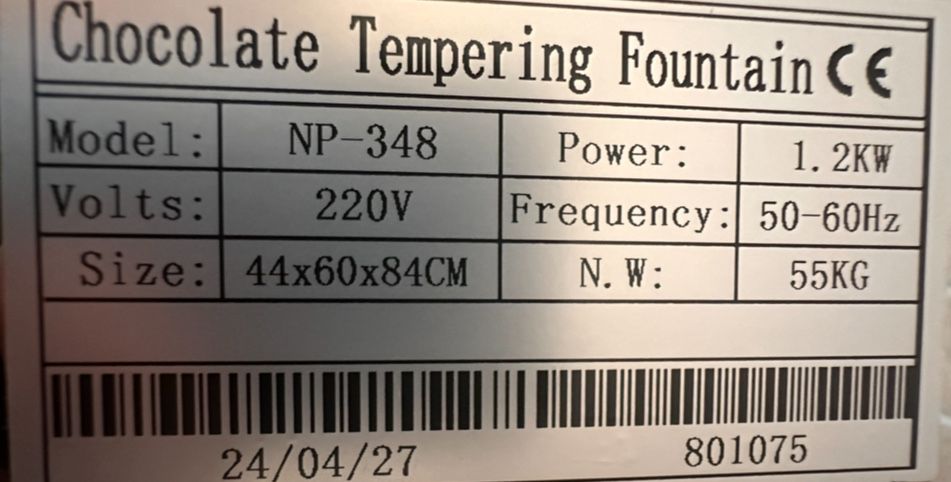 Chocolate Tempering Fountain CE
Model: NP-348 Power: 1.2KW
Volts: 220V Frequency: 50-60Hz
Size: 44x60x84CM N.W: 55KG
24/04/27 801075